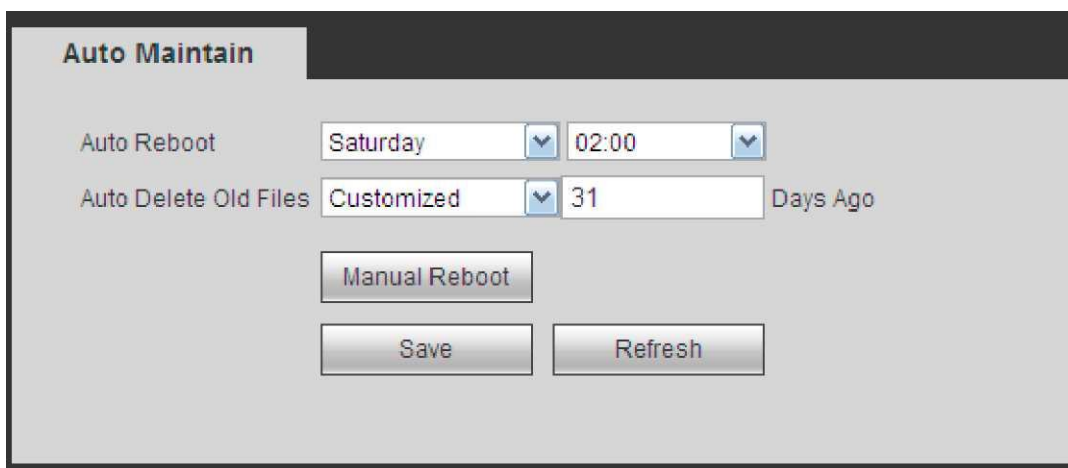 Auto Maintain
Auto Reboot Saturday 02:00
Auto Delete Old Files Customized 31 Days Ago
Manual Reboot
Save Refresh